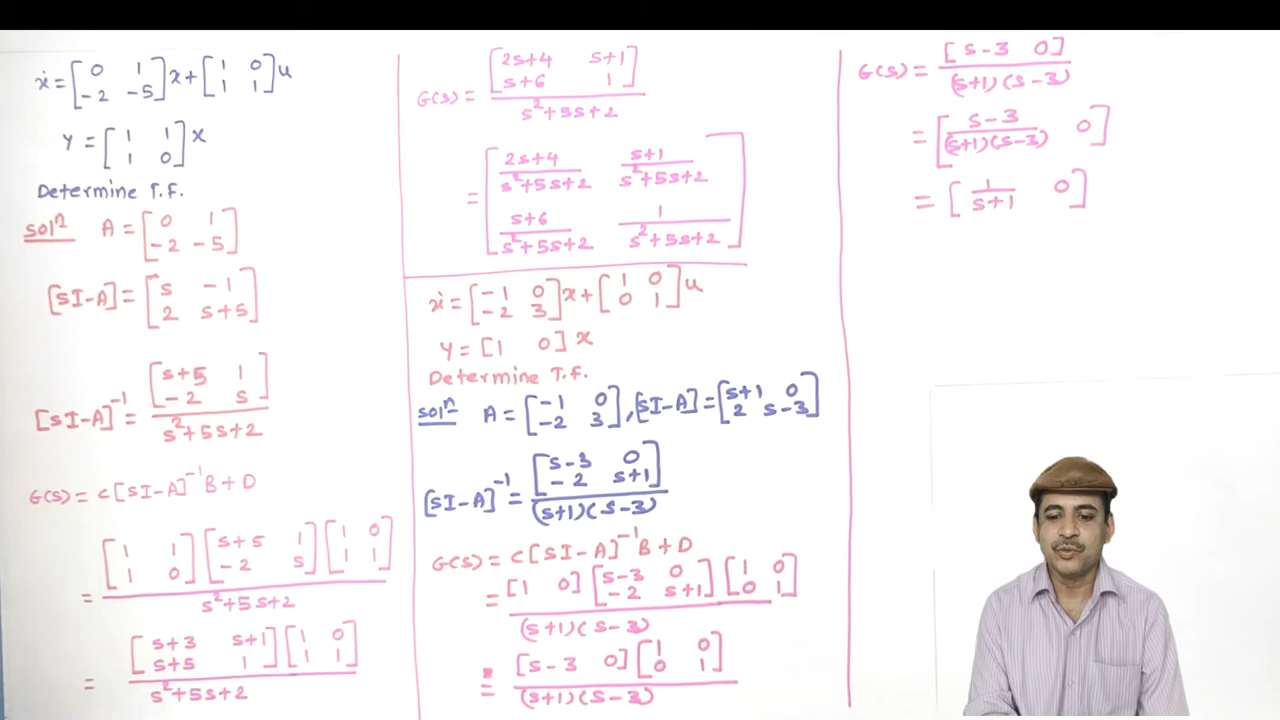 ẋ = [0 1; -2 -5] x + [1 0; 1 1] u
Y = [1 1; 1 0] x
Determine T.F.
solⁿ A = [0 1; -2 -5]
[sI-A] = [s -1; 2 s+5]
[sI-A]⁻¹ = [s+5 1; -2 s] / s²+5s+2
G(s) = C[sI-A]⁻¹B+D
= [1 1; 1 0] [s+5 1; -2 s] [1 0; 1 1] / s²+5s+2
= [s+3 s+1; s+5 1] [1 0; 1 1] / s²+5s+2
G(s) = [2s+4 s+1; s+6 1] / s²+5s+2
= [2s+4 / s²+5s+2 s+1 / s²+5s+2; s+6 / s²+5s+2 1 / s²+5s+2]
ẋ = [-1 0; -2 3] x + [1 0; 0 1] u
Y = [1 0] x
Determine T.F.
solⁿ A = [-1 0; -2 3], [sI-A] = [s+1 0; 2 s-3]
[sI-A]⁻¹ = [s-3 0; -2 s+1] / (s+1)(s-3)
G(s) = C[sI-A]⁻¹B+D
= [1 0] [s-3 0; -2 s+1] [1 0; 0 1] / (s+1)(s-3)
= [s-3 0] [1 0; 0 1] / (s+1)(s-3)
G(s) = [s-3 0] / (s+1)(s-3)
= [s-3 / (s+1)(s-3) 0]
= [1 / s+1 0]